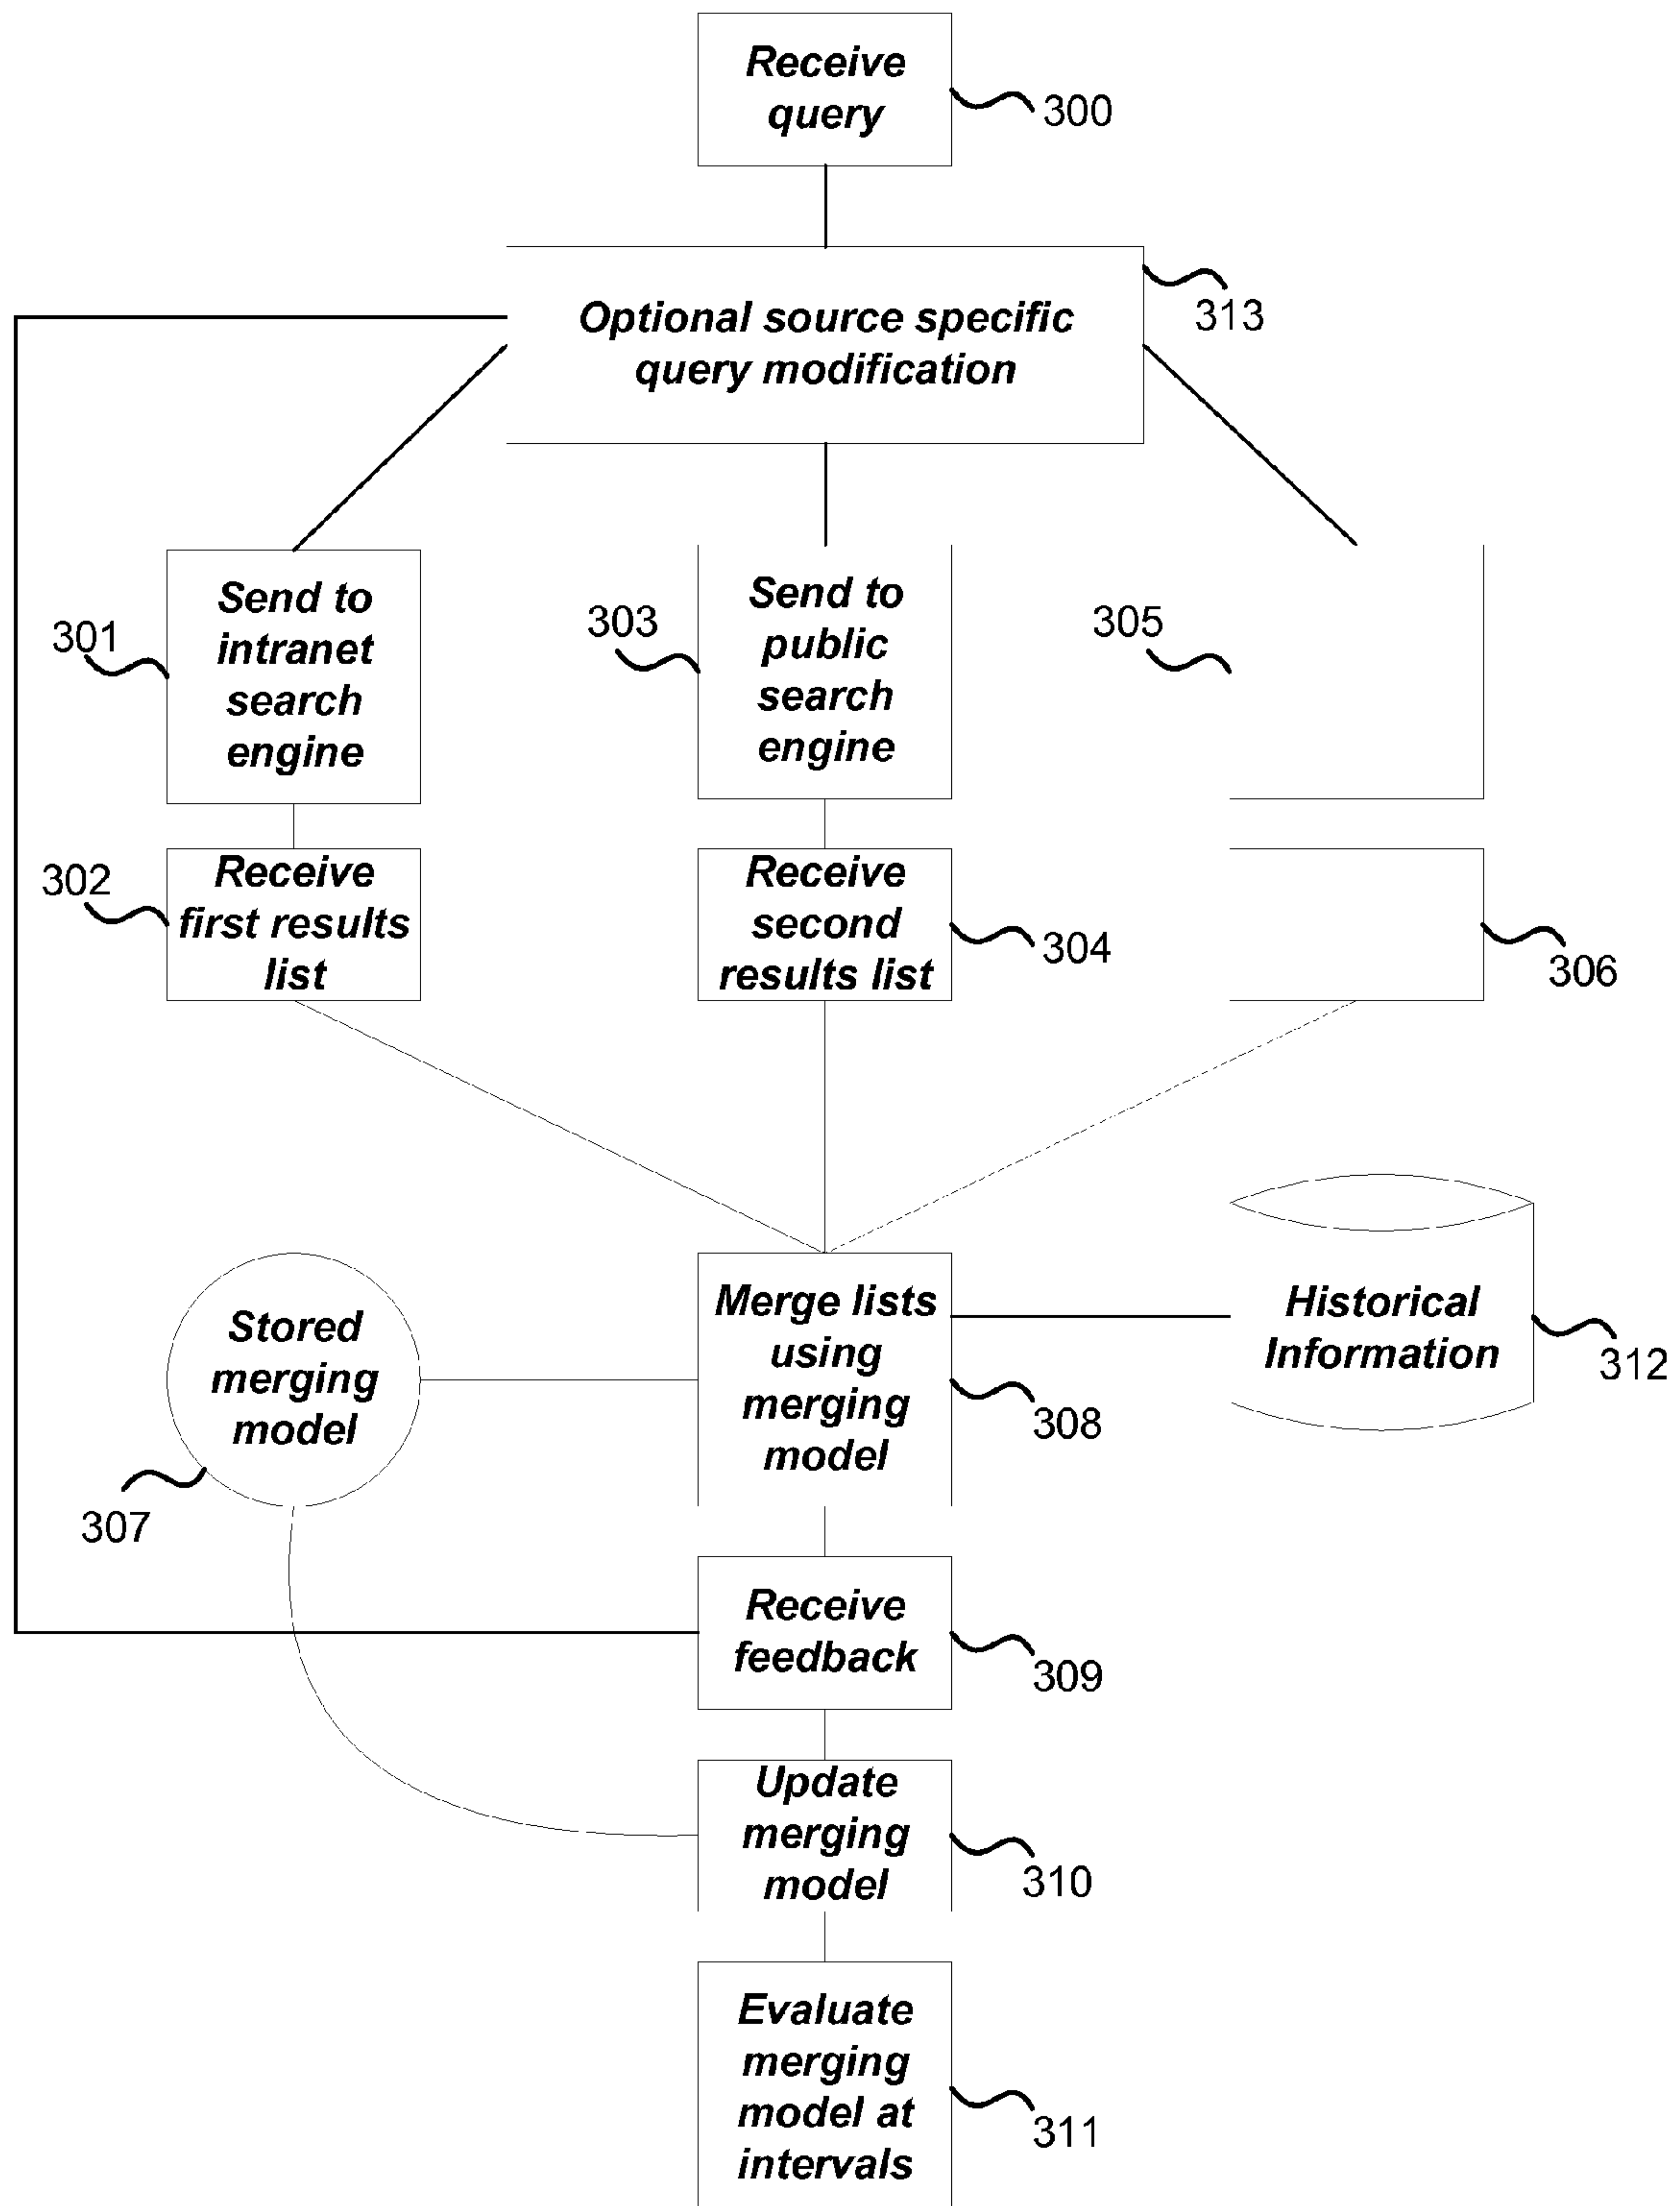 Receive
query
300
Optional source specific
query modification
313
Send to
intranet
search
engine
301
Send to
public
search
engine
303
305
Receive
first results
list
302
Receive
second
results list
304
306
Stored
merging
model
307
Merge lists
using
merging
model
308
Historical
Information
312
Receive
feedback
309
Update
merging
model
310
Evaluate
merging
model at
intervals
311